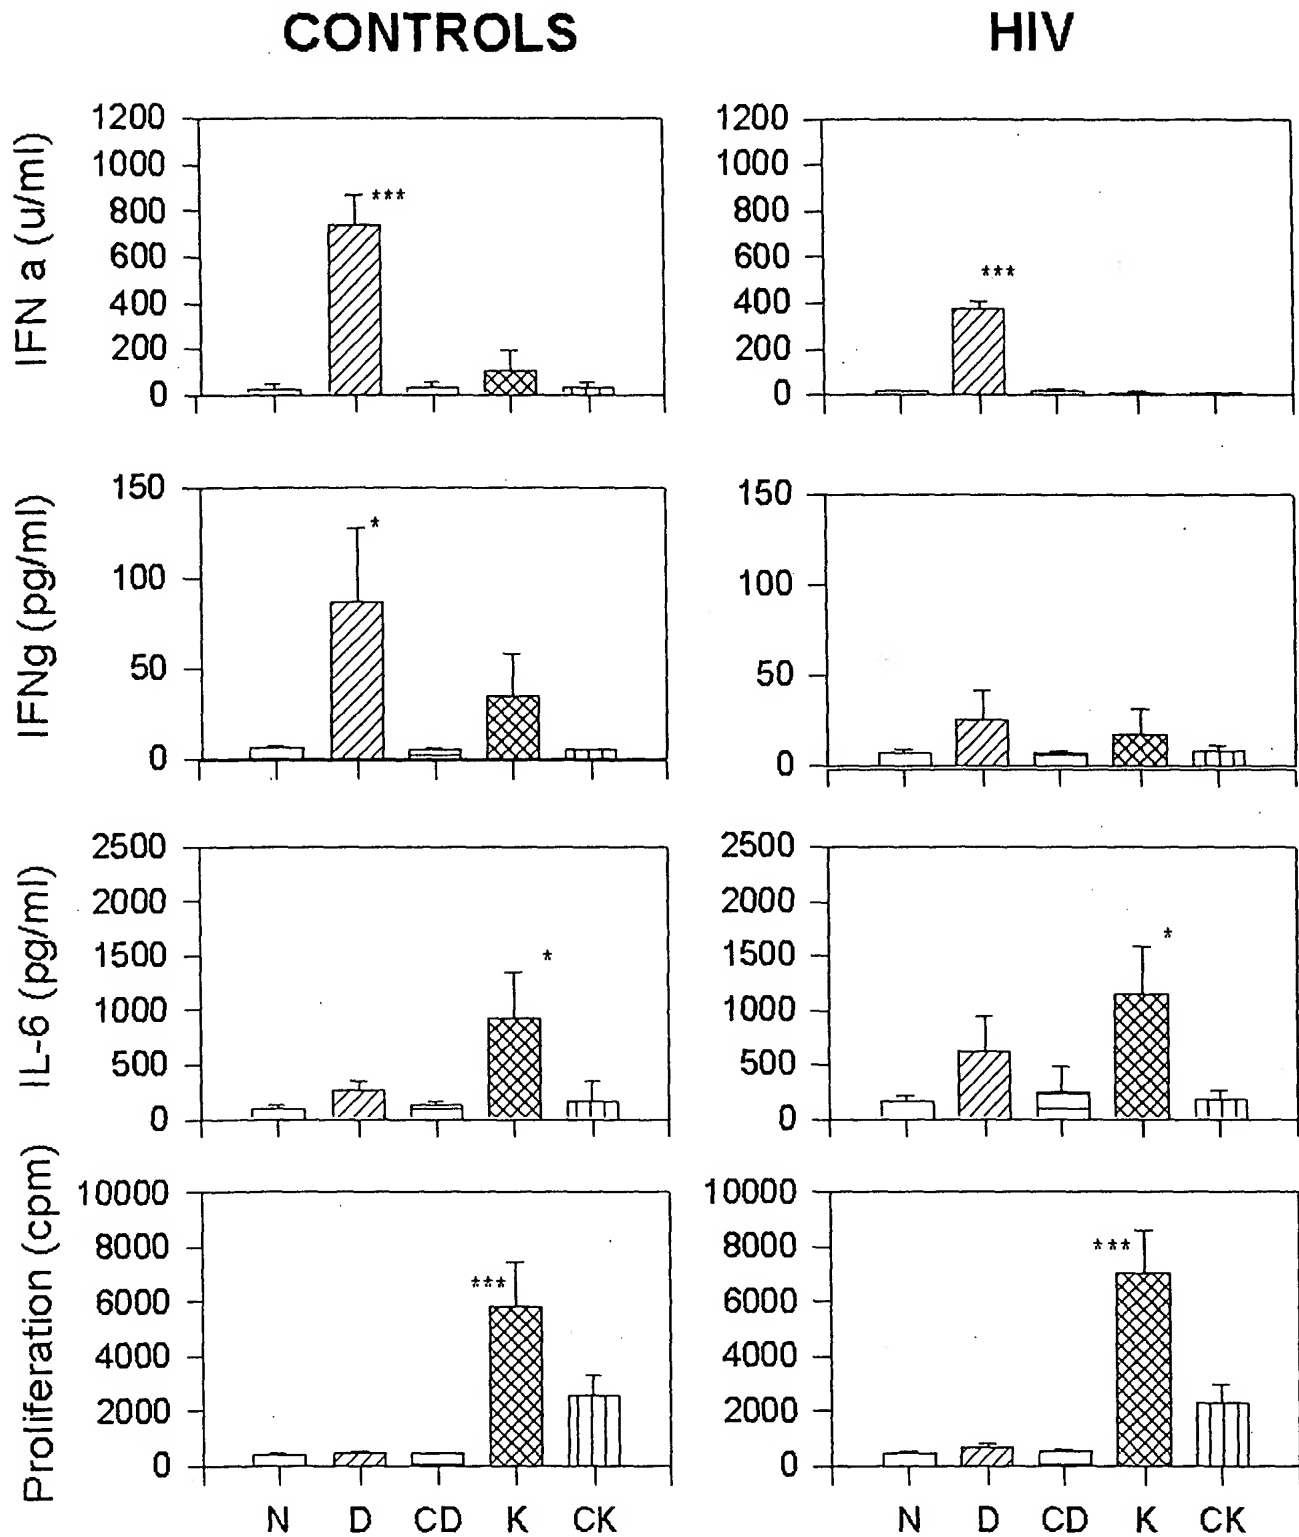 CONTROLS HIV
IFN a (u/ml)
1200 1200
1000 1000
800 *** 800
600 600
400 400 ***
200 200
0 0
IFNg (pg/ml)
150 150
100 * 100
50 50
0 0
IL-6 (pg/ml)
2500 2500
2000 2000
1500 * 1500 *
1000 1000
500 500
0 0
Proliferation (cpm)
10000 10000
8000 8000 ***
6000 *** 6000
4000 4000
2000 2000
0 0
N D CD K CK N D CD K CK